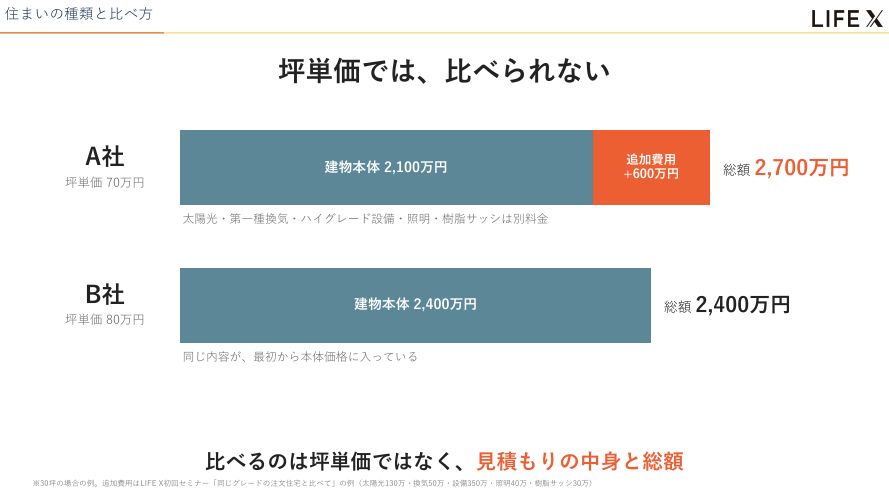 住まいの種類と比べ方
LIFE X
坪単価では、比べられない
A社
坪単価 70万円
建物本体 2,100万円
追加費用
+600万円
総額 2,700万円
太陽光・第一種換気・ハイグレード設備・照明・樹脂サッシは別料金
B社
坪単価 80万円
建物本体 2,400万円
総額 2,400万円
同じ内容が、最初から本体価格に入っている
比べるのは坪単価ではなく、見積もりの中身と総額
※30坪の場合の例。追加費用はLIFE X初回セミナー「同じグレードの注文住宅と比べて」の例（太陽光130万・換気50万・設備350万・照明40万・樹脂サッシ30万）